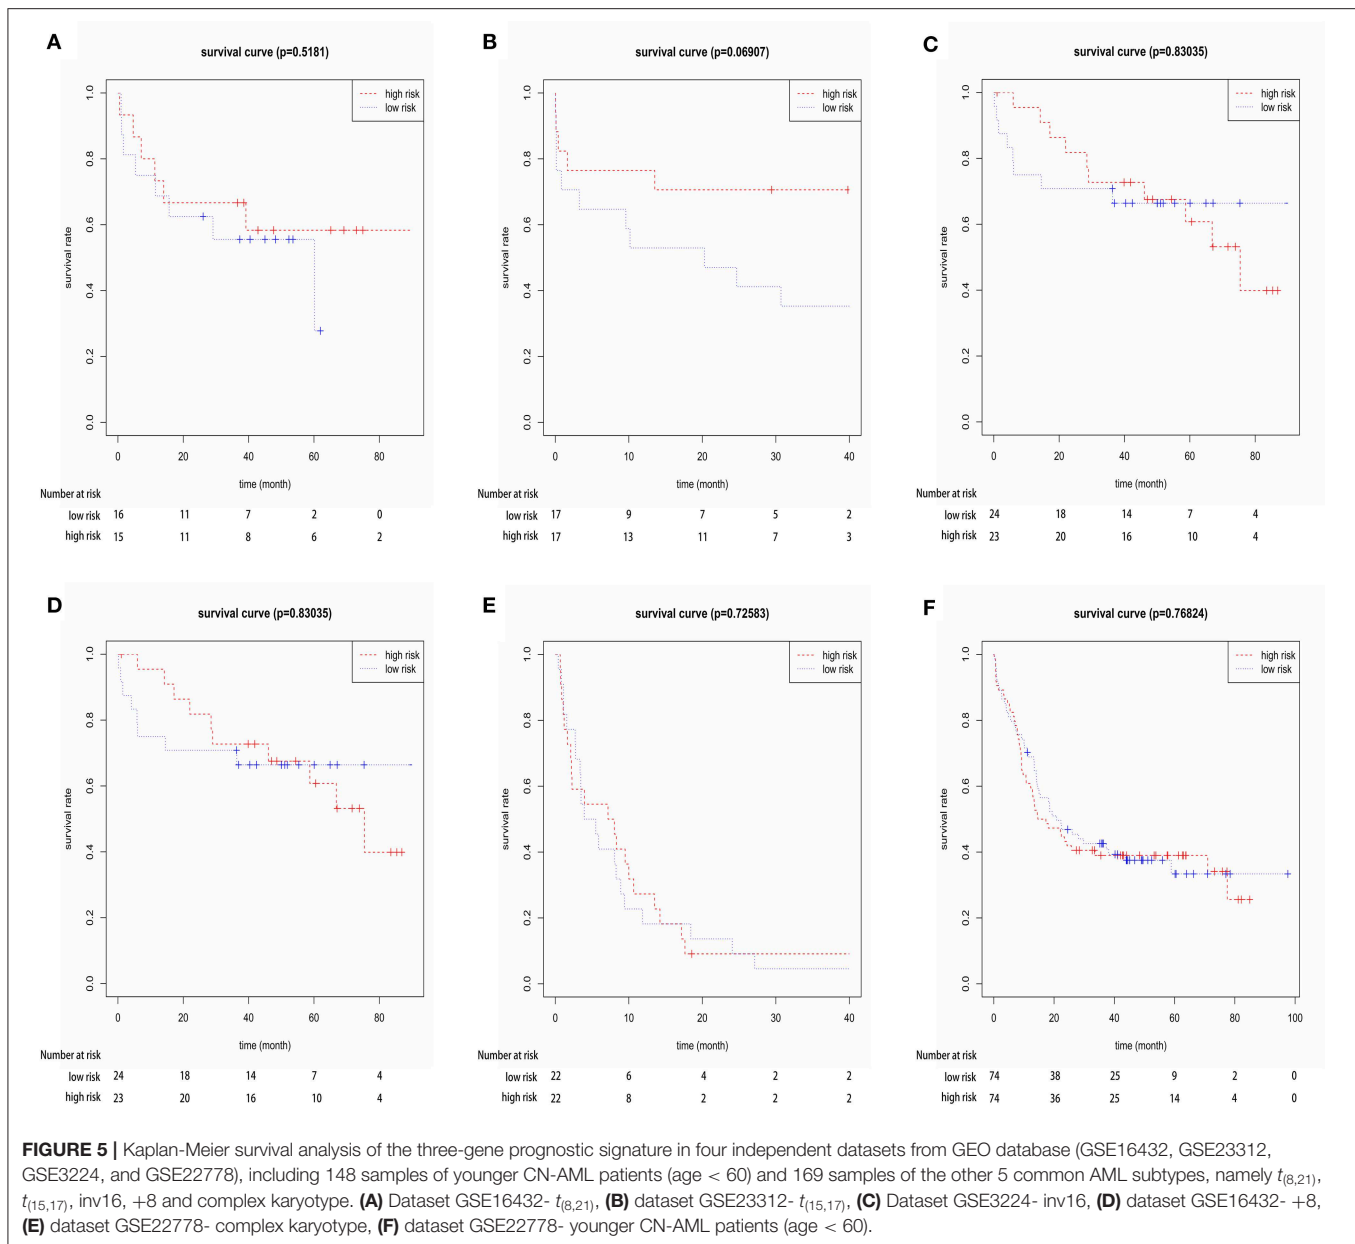 A
survival curve (p=0.5181)
high risk
low risk
survival rate
0.0 0.2 0.4 0.6 0.8 1.0
0 20 40 60 80
time (month)
Number at risk
low risk 16 11 7 2 0
high risk 15 11 8 6 2
B
survival curve (p=0.06907)
high risk
low risk
survival rate
0.0 0.2 0.4 0.6 0.8 1.0
0 10 20 30 40
time (month)
17 9 7 5 2
17 13 11 7 3
C
survival curve (p=0.83035)
high risk
low risk
survival rate
0.0 0.2 0.4 0.6 0.8 1.0
0 20 40 60 80
time (month)
Number at risk
low risk 24 18 14 7 4
high risk 23 20 16 10 4
D
survival curve (p=0.83035)
high risk
low risk
survival rate
0.0 0.2 0.4 0.6 0.8 1.0
0 20 40 60 80
time (month)
Number at risk
low risk 24 18 14 7 4
high risk 23 20 16 10 4
E
survival curve (p=0.72583)
high risk
low risk
survival rate
0.0 0.2 0.4 0.6 0.8 1.0
0 10 20 30 40
time (month)
22 6 4 2 2
22 8 2 2 2
F
survival curve (p=0.76824)
high risk
low risk
survival rate
0.0 0.2 0.4 0.6 0.8 1.0
0 20 40 60 80 100
time (month)
Number at risk
low risk 74 38 25 9 2 0
high risk 74 36 25 14 4 0
FIGURE 5 | Kaplan-Meier survival analysis of the three-gene prognostic signature in four independent datasets from GEO database (GSE16432, GSE23312,
GSE3224, and GSE22778), including 148 samples of younger CN-AML patients (age < 60) and 169 samples of the other 5 common AML subtypes, namely t(8,21),
t(15,17), inv16, +8 and complex karyotype. (A) Dataset GSE16432- t(8,21), (B) dataset GSE23312- t(15,17), (C) Dataset GSE3224- inv16, (D) dataset GSE16432- +8,
(E) dataset GSE22778- complex karyotype, (F) dataset GSE22778- younger CN-AML patients (age < 60).